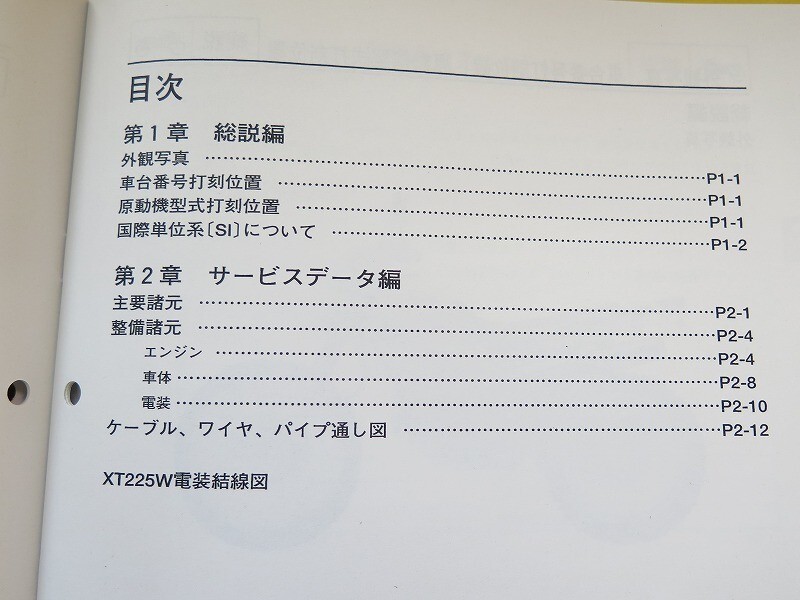 目次
第1章 総説編
外観写真 ……………………………………………………P1-1
車台番号打刻位置 ……………………………………………P1-1
原動機型式打刻位置 …………………………………………P1-1
国際単位系〔SI〕について ……………………………………P1-2
第2章 サービスデータ編
主要諸元 ……………………………………………………P2-1
整備諸元 ……………………………………………………P2-4
エンジン ……………………………………………………P2-4
車体……………………………………………………………P2-8
電装……………………………………………………………P2-10
ケーブル、ワイヤ、パイプ通し図 ………………………………P2-12
XT225W電装結線図